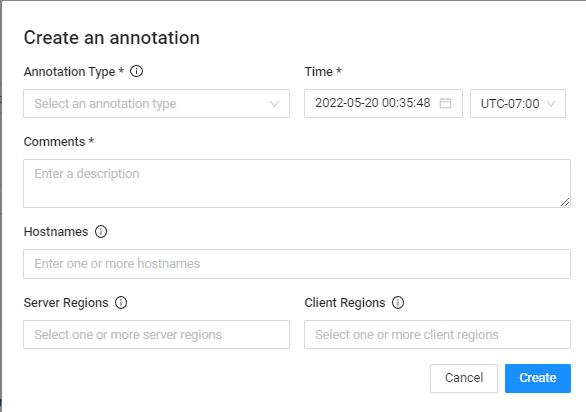 Create an annotation
Annotation Type * Time *
Select an annotation type 2022-05-20 00:35:48 UTC-07:00
Comments *
Enter a description
Hostnames
Enter one or more hostnames
Server Regions Client Regions
Select one or more server regions Select one or more client regions
Cancel Create